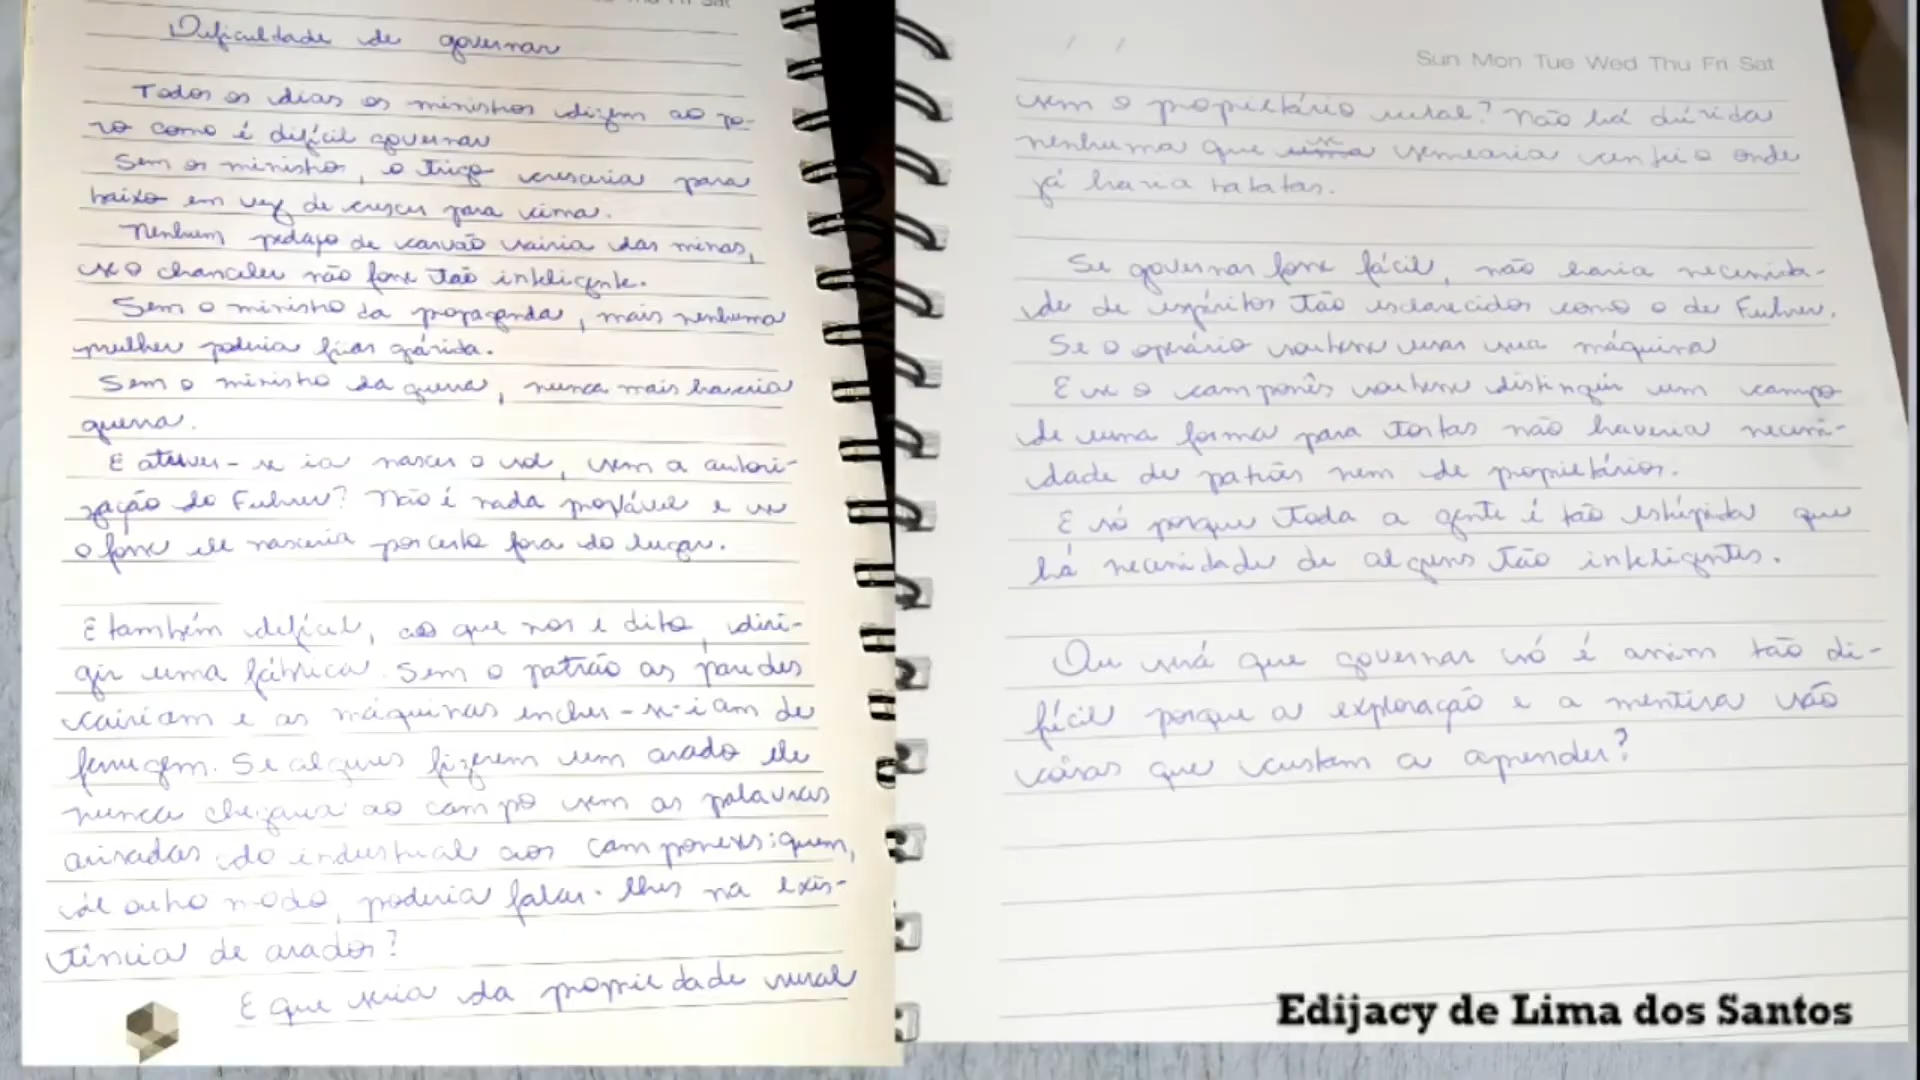 Dificuldade de governar
Todos os dias os ministros dizem ao po-
vo como é difícil governar
Sem os ministros, o trigo cresceria para
baixo em vez de crescer para cima.
Nenhum pedaço de carvão sairia das minas,
se o chanceler não fosse tão inteligente.
Sem o ministro da propaganda, mais nenhuma
mulher poderia ficar grávida.
Sem o ministro da guerra, nunca mais haveria
guerra.
E atrever-se ia nascer o sol, sem a autori-
zação do Fuhrer? Não é nada provável e se
o fosse ele nasceria por certo fora do lugar.
E também difícil, ao que nos é dito, diri-
gir uma fábrica. Sem o patrão as paredes
cairiam e as máquinas encher-se-iam de
ferrugem. Se algures fizerem um arado ele
nunca chegaria ao campo sem as palavras
avisadas do industrial aos camponeses: quem,
de outro modo, poderia falar-lhes na exis-
tência de arados?
E que seria da propriedade rural
Sun Mon Tue Wed Thu Fri Sat
sem o proprietário rural? Não há dúvida
nenhuma que se semearia centeio onde
já havia batatas.
Se governar fosse fácil, não havia necessida-
de de espíritos tão esclarecidos como o do Fuhrer.
Se o operário soubesse usar sua máquina
E se o camponês soubesse distinguir um campo
de uma forma para tortas não haveria necessi-
dade de patrões nem de proprietários.
E só porque toda a gente é tão estúpida que
há necessidade de alguns tão inteligentes.
Ou será que governar só é assim tão di-
fícil porque a exploração e a mentira são
coisas que custam a aprender?
Edijacy de Lima dos Santos